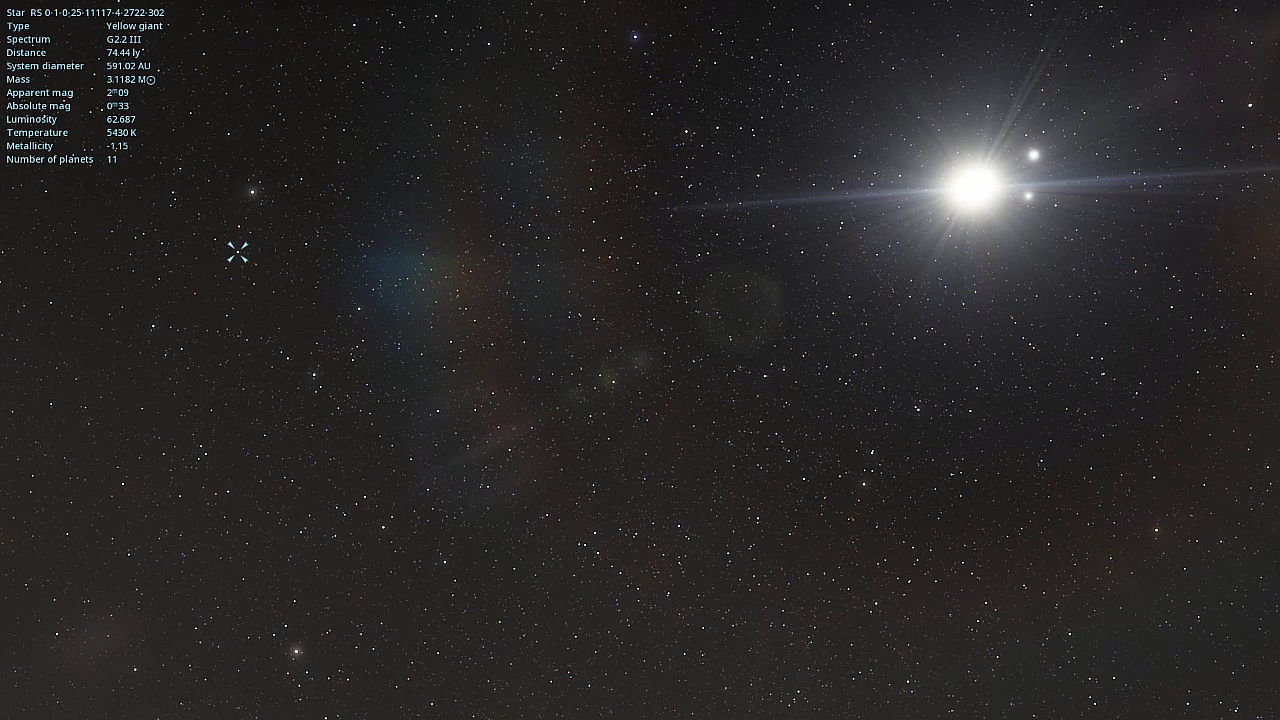 Star RS 0-1-0-25-11117-4-2722-302
Type Yellow giant
Spectrum G2.2 III
Distance 74.44 ly
System diameter 591.02 AU
Mass 3.1182 M☉
Apparent mag 2ᵐ09
Absolute mag 0ᵐ33
Luminosity 62.687
Temperature 5430 K
Metallicity -1.15
Number of planets 11